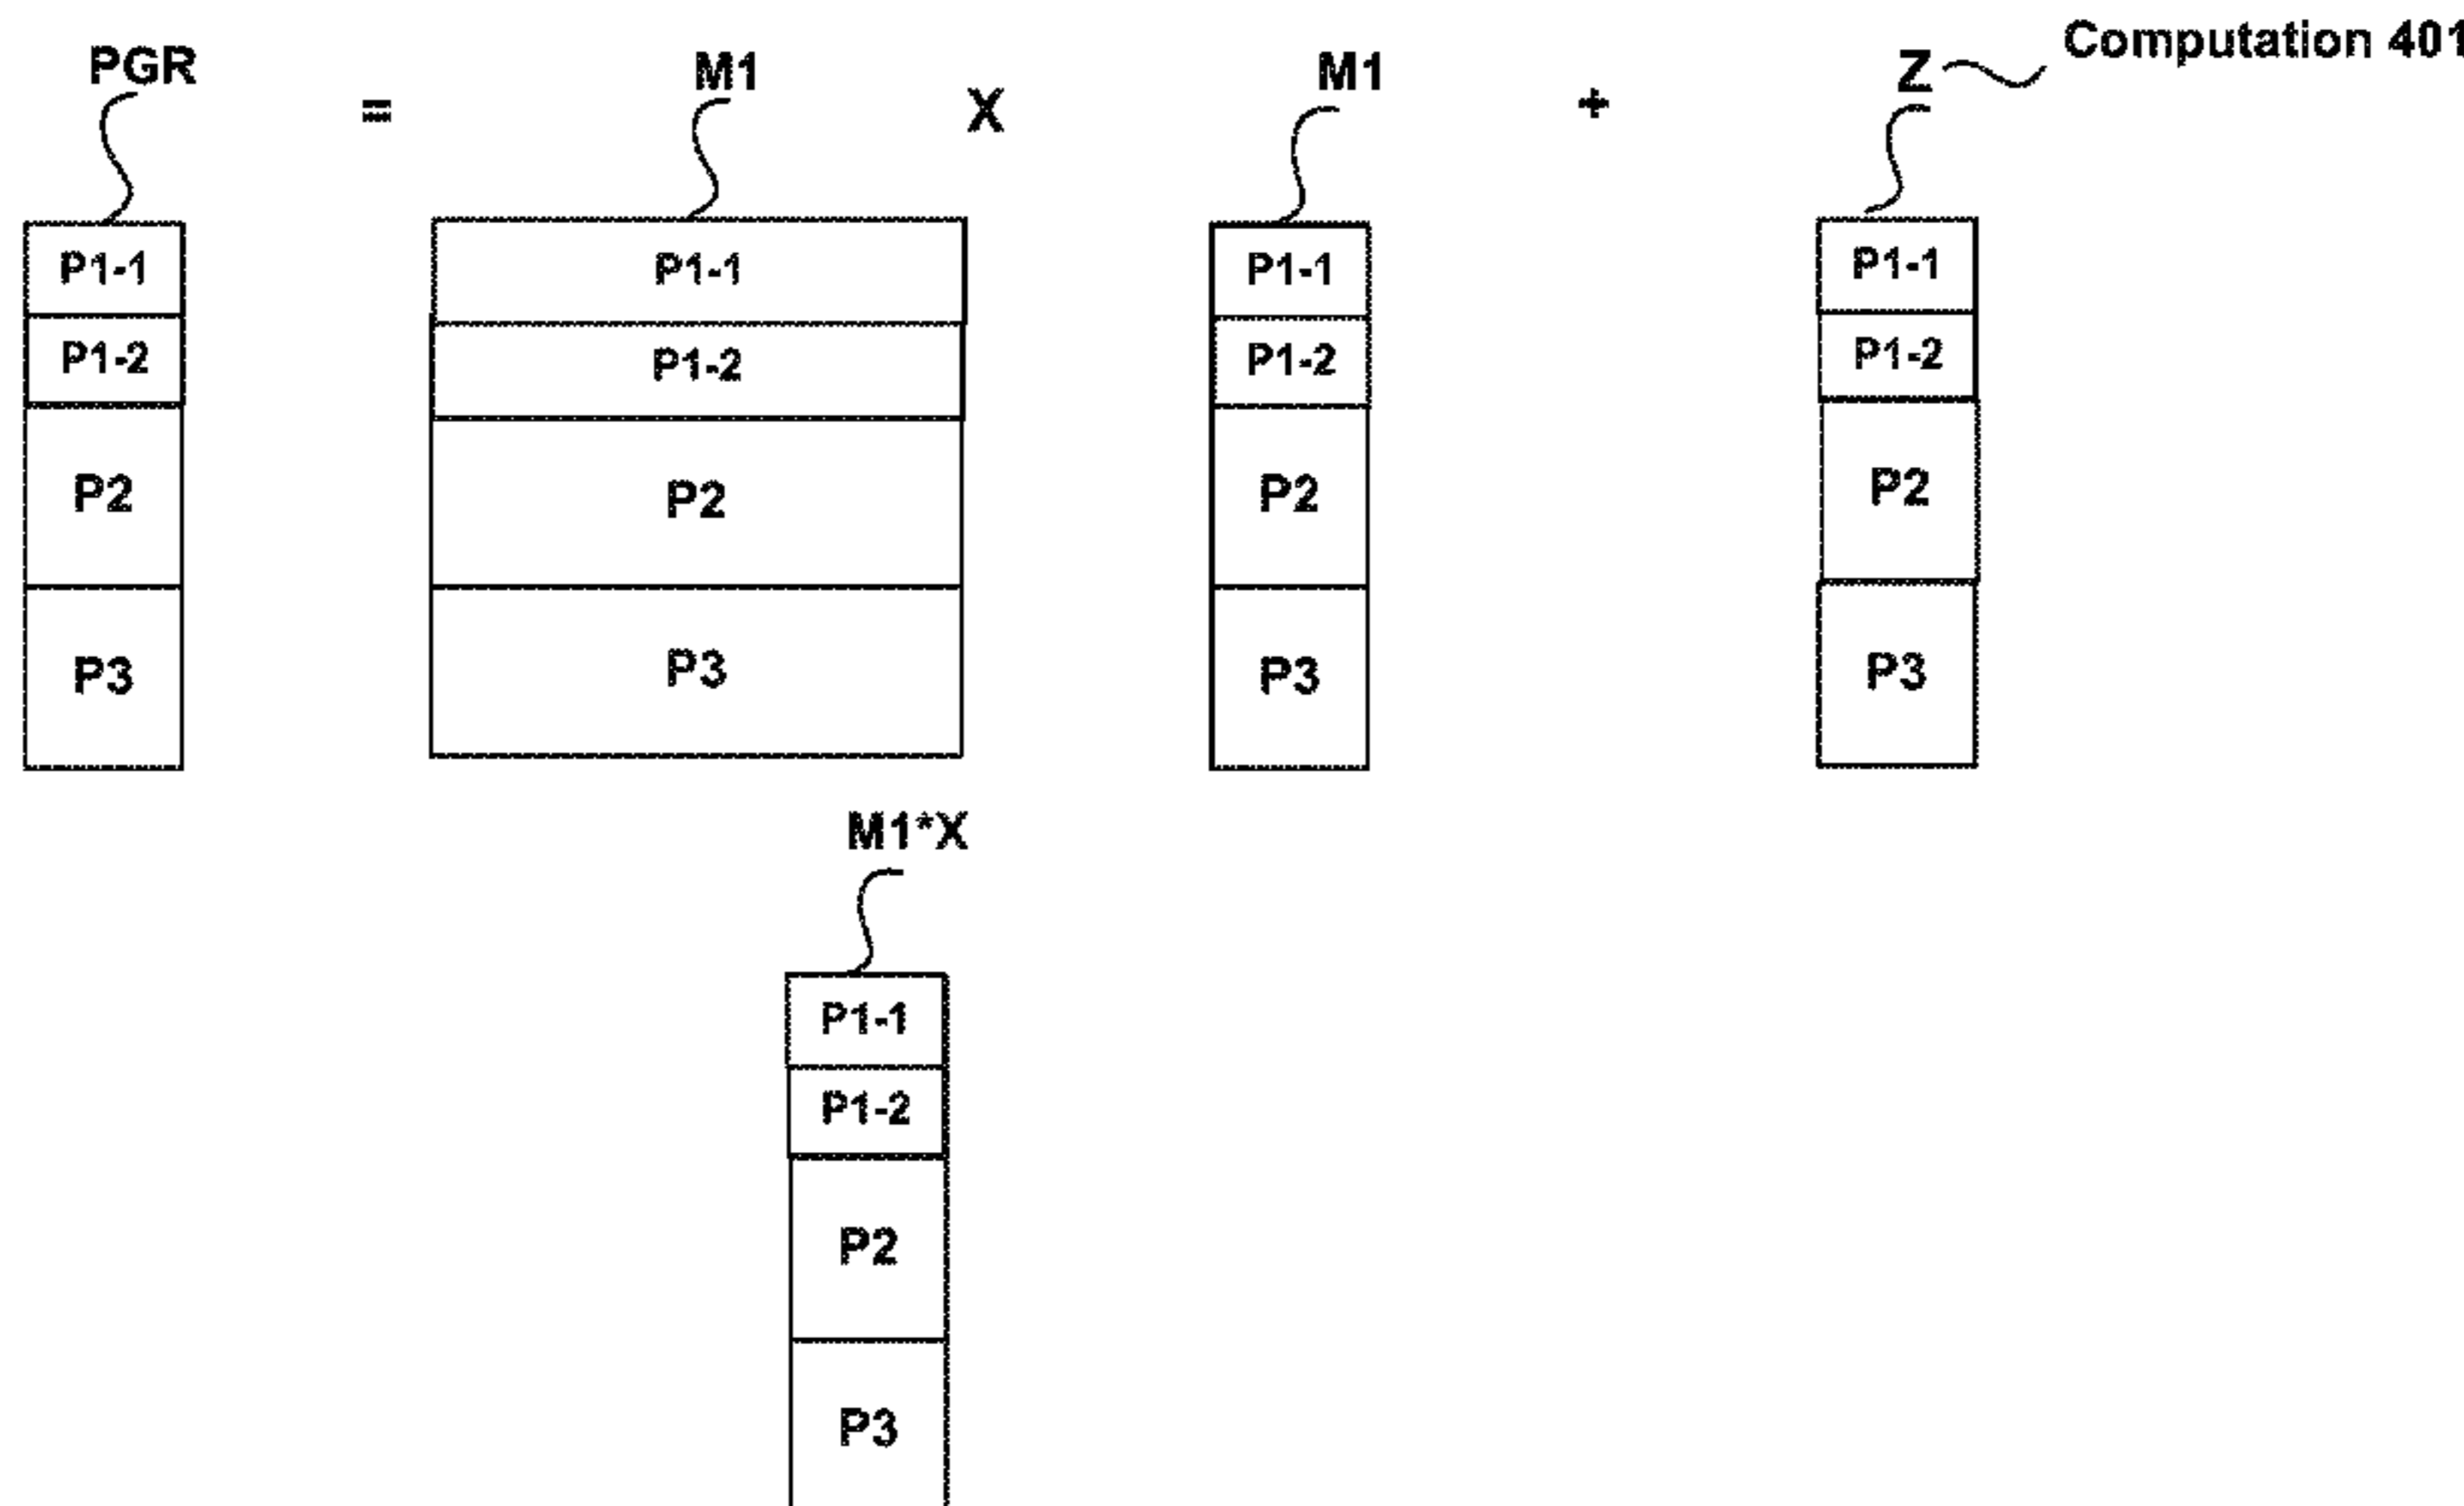 PGR = M1 X M1 + Z Computation 401
P1-1 P1-1 P1-1 P1-1
P1-2 P1-2 P1-2 P1-2
P2 P2 P2 P2
P3 P3 P3 P3
M1*X
P1-1
P1-2
P2
P3